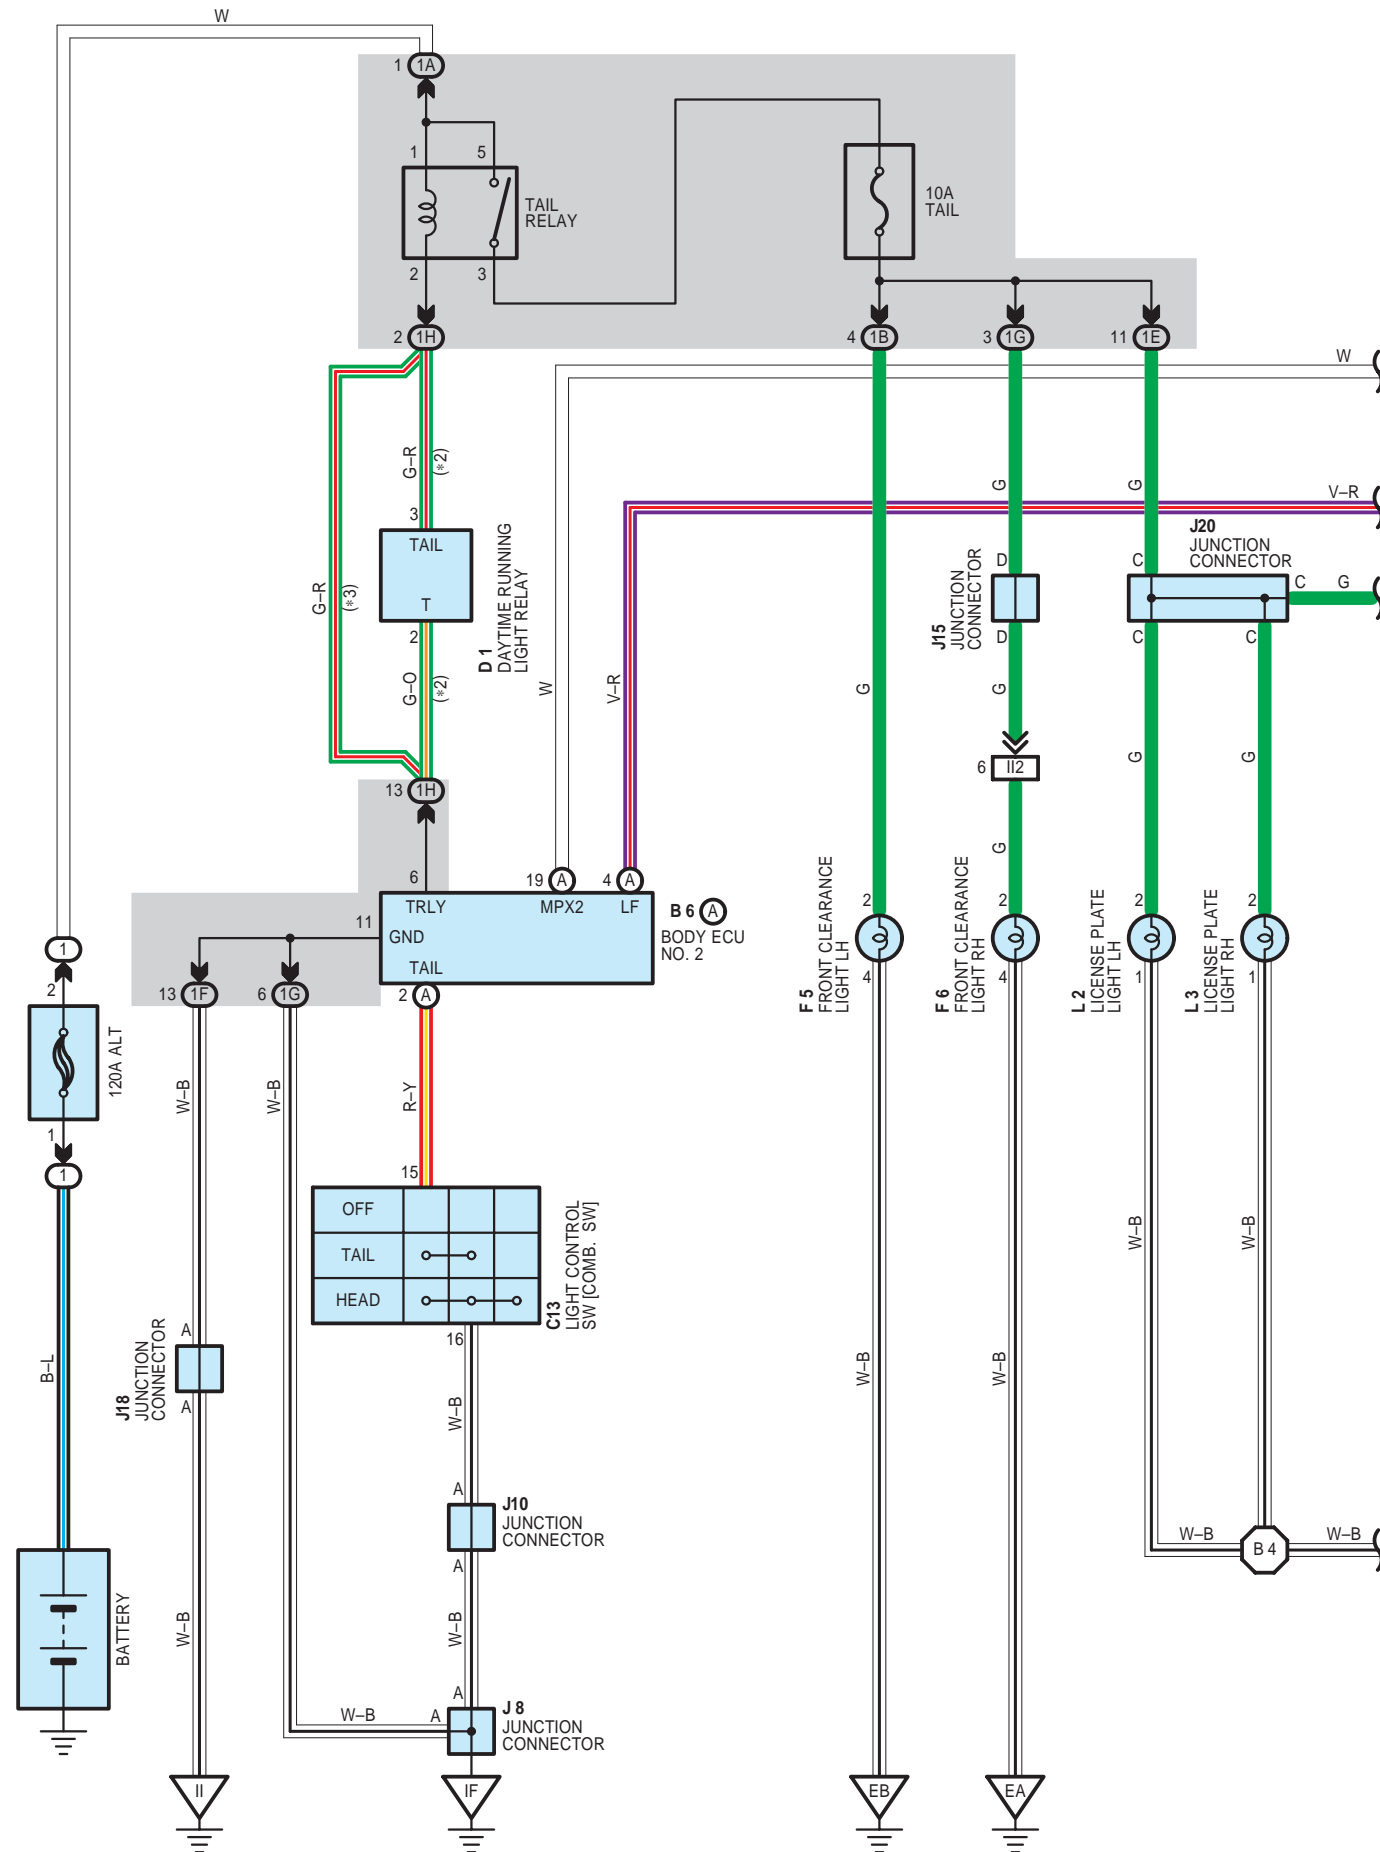 W
1 1A
1 5
TAIL
RELAY
10A
TAIL
2 3
2 1H
4 1B
3 1G
11 1E
W
G–R
(*2)
G
G
V–R
3
TAIL
T
2
D 1
DAYTIME RUNNING
LIGHT RELAY
G–R
(*3)
G–O
(*2)
W
V–R
G
D
J15
JUNCTION
CONNECTOR
D
G
J20
JUNCTION
CONNECTOR
C
C G
C
C
6 II2
G
G
G
13 1H
6
19 A
4 A
TRLY
MPX2
LF
11
GND
TAIL
B 6 A
BODY ECU
NO. 2
2 A
13 1F
6 1G
2
F 5
FRONT CLEARANCE
LIGHT LH
4
2
F 6
FRONT CLEARANCE
LIGHT RH
4
2
L 2
LICENSE PLATE
LIGHT LH
1
2
L 3
LICENSE PLATE
LIGHT RH
1
1
2
120A ALT
1
1
W–B
W–B
R–Y
15
OFF
TAIL
HEAD
C13
LIGHT CONTROL
SW [COMB. SW]
16
W–B
W–B
B–L
A
J18
JUNCTION
CONNECTOR
A
W–B
W–B
W–B
A
J10
JUNCTION
CONNECTOR
A
W–B
B 4
W–B
BATTERY
W–B
W–B
A
J 8
JUNCTION
CONNECTOR
W–B
A
II
IF
EB
EA